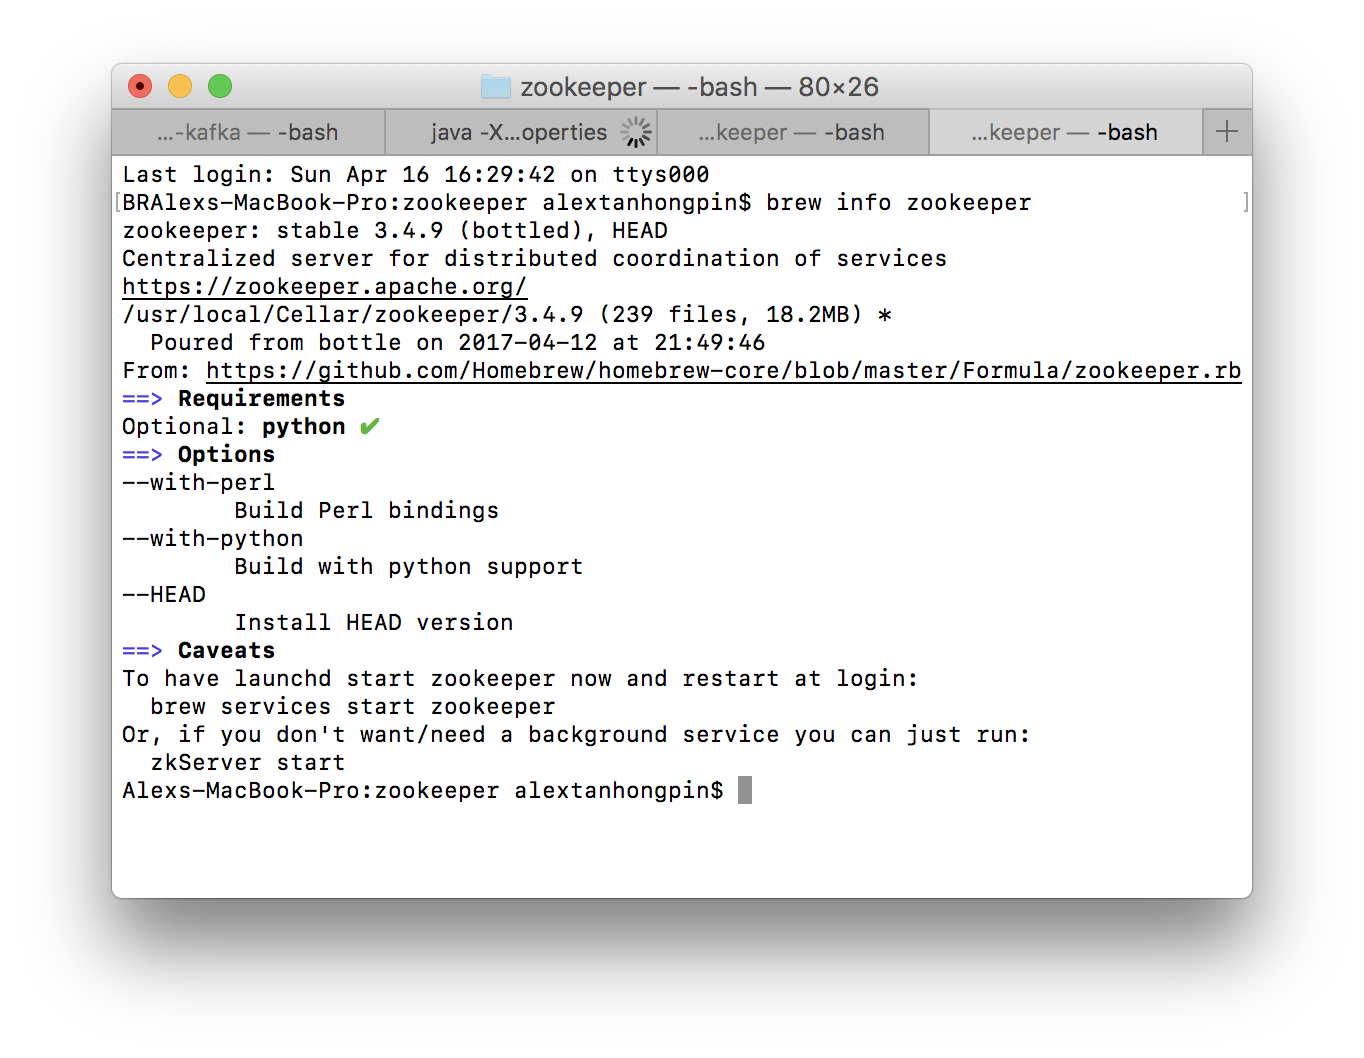 zookeeper — -bash — 80×26
...-kafka — -bash
java -X...operties
...keeper — -bash
...keeper — -bash
Last login: Sun Apr 16 16:29:42 on ttys000
[BRAlexs-MacBook-Pro:zookeeper alextanhongpin$ brew info zookeeper ]
zookeeper: stable 3.4.9 (bottled), HEAD
Centralized server for distributed coordination of services
https://zookeeper.apache.org/
/usr/local/Cellar/zookeeper/3.4.9 (239 files, 18.2MB) *
  Poured from bottle on 2017-04-12 at 21:49:46
From: https://github.com/Homebrew/homebrew-core/blob/master/Formula/zookeeper.rb
==> Requirements
Optional: python ✔
==> Options
--with-perl
        Build Perl bindings
--with-python
        Build with python support
--HEAD
        Install HEAD version
==> Caveats
To have launchd start zookeeper now and restart at login:
  brew services start zookeeper
Or, if you don't want/need a background service you can just run:
  zkServer start
Alexs-MacBook-Pro:zookeeper alextanhongpin$